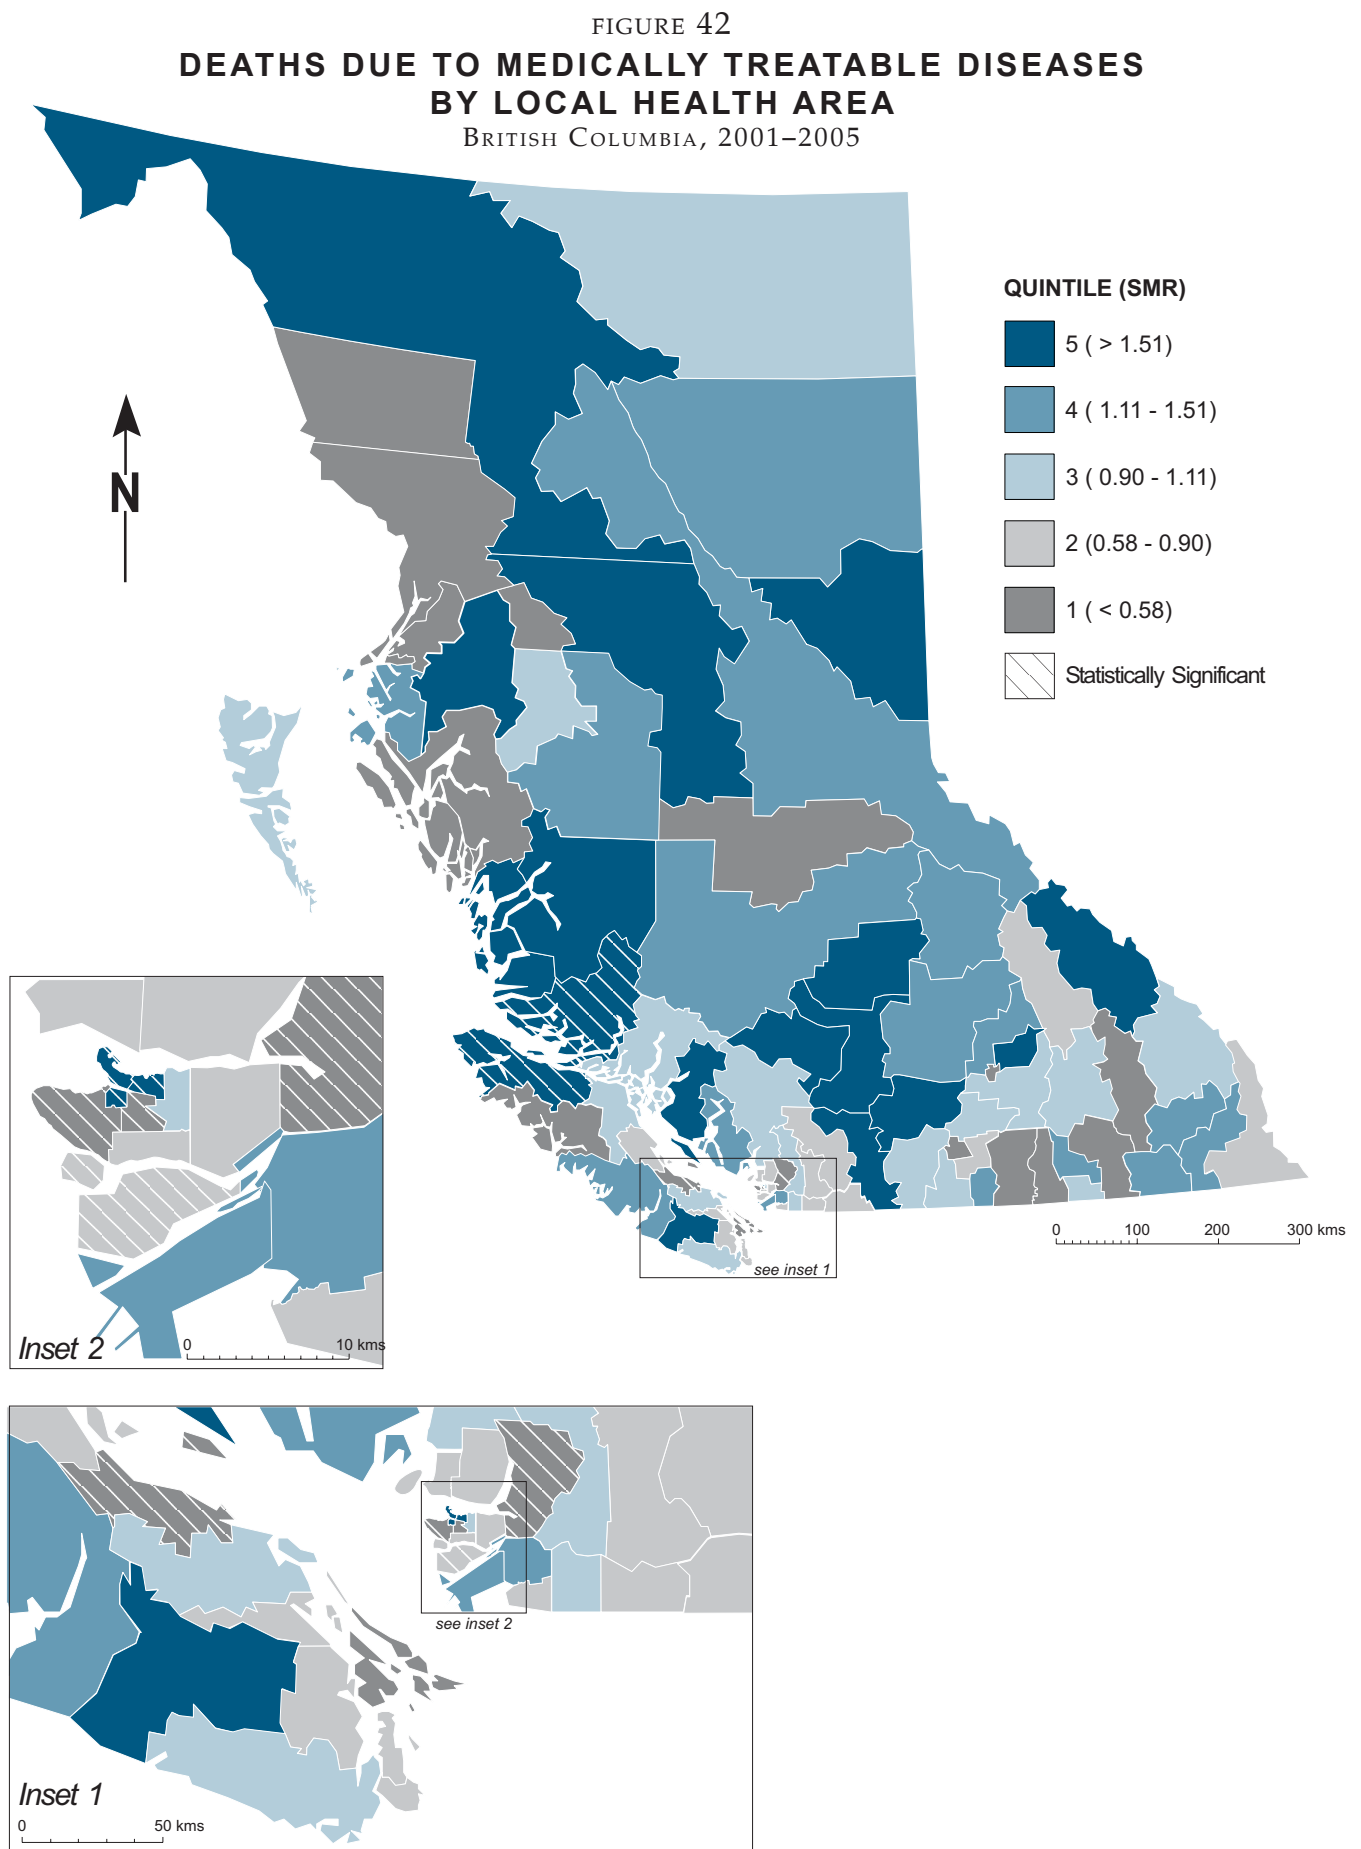 FIGURE 42
DEATHS DUE TO MEDICALLY TREATABLE DISEASES
BY LOCAL HEALTH AREA
BRITISH COLUMBIA, 2001–2005
QUINTILE (SMR)
5 ( > 1.51)
4 ( 1.11 - 1.51)
3 ( 0.90 - 1.11)
2 (0.58 - 0.90)
1 ( < 0.58)
Statistically Significant
N
0 100 200 300 kms
see inset 1
Inset 2
0 10 kms
see inset 2
Inset 1
0 50 kms